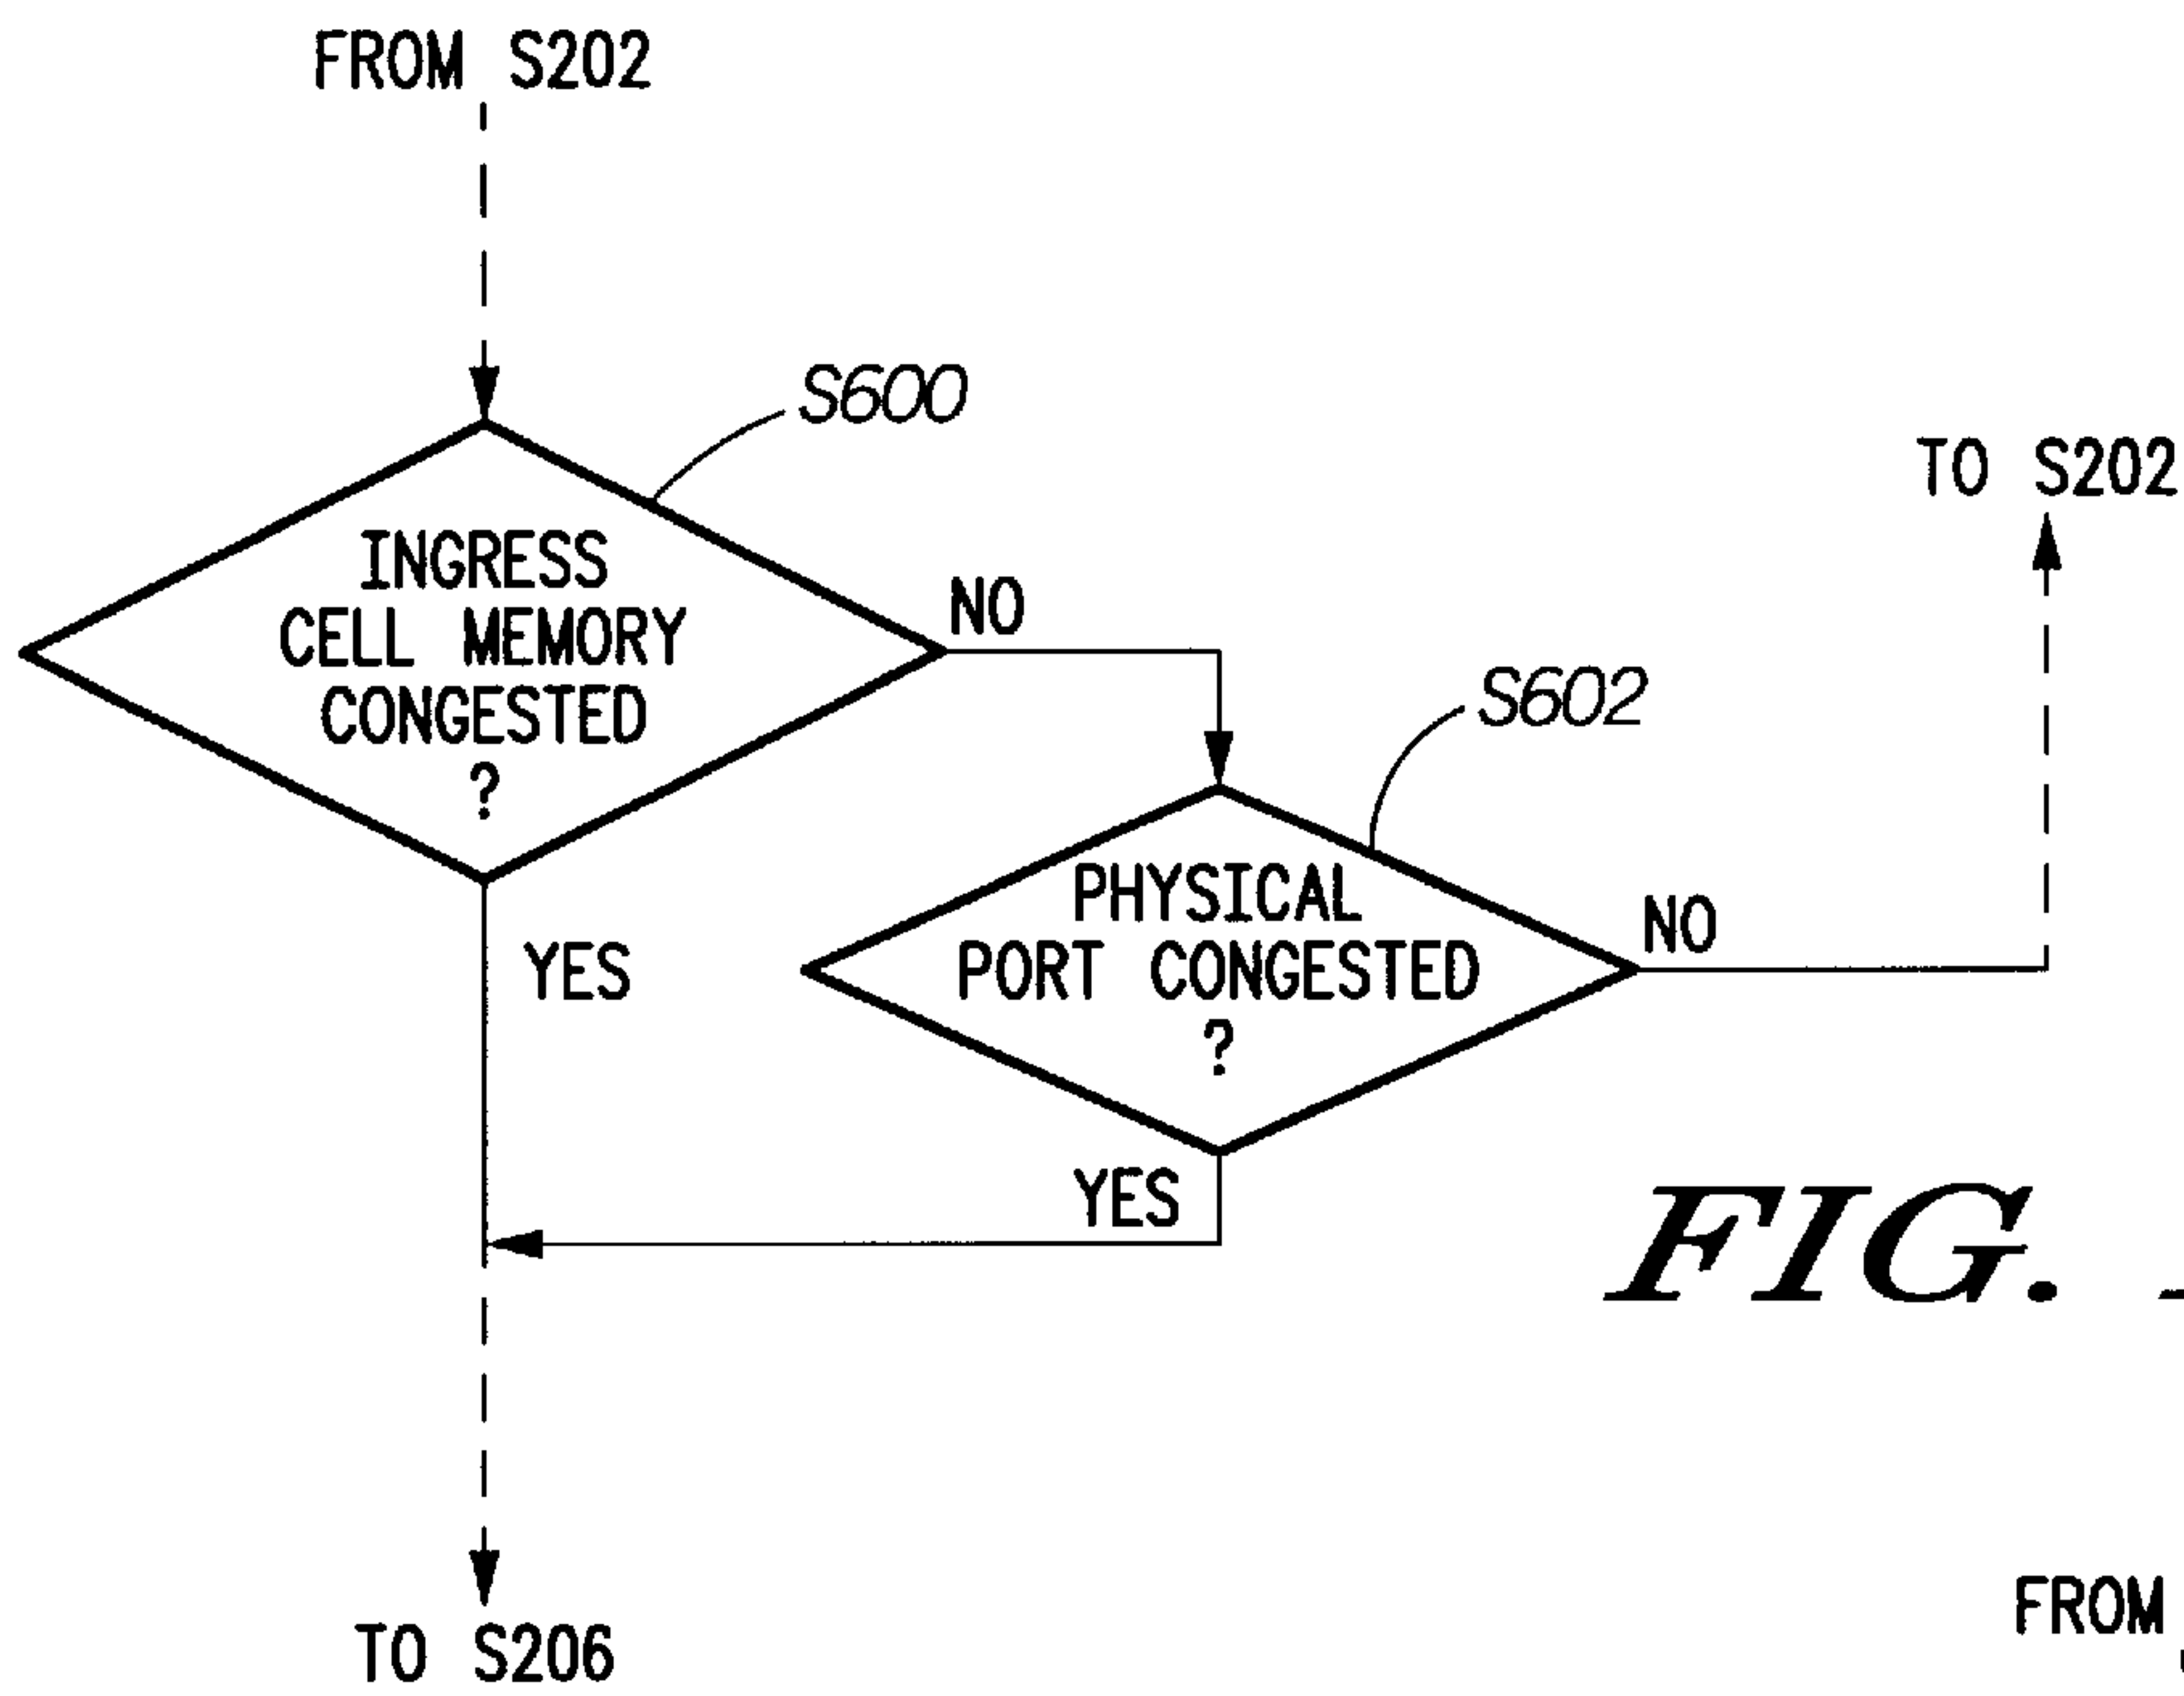 FROM S202
S600
TO S202
INGRESS
CELL MEMORY
CONGESTED
?
NO
S602
PHYSICAL
PORT CONGESTED
?
NO
YES
YES
FIG.
FROM
TO S206